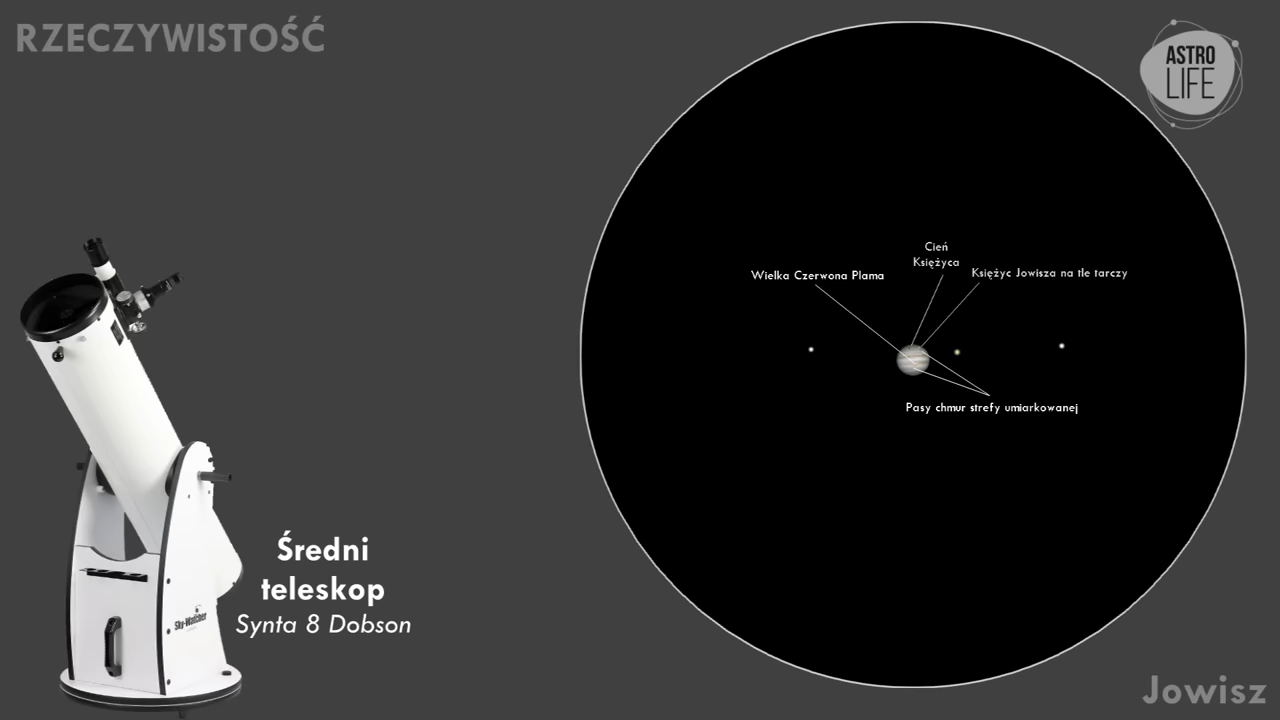 RZECZYWISTOŚĆ
ASTRO
LIFE
Cień
Księżyca
Wielka Czerwona Plama
Księżyc Jowisza na tle tarczy
Pasy chmur strefy umiarkowanej
Średni
teleskop
Synta 8 Dobson
Sky-Watcher
Jowisz